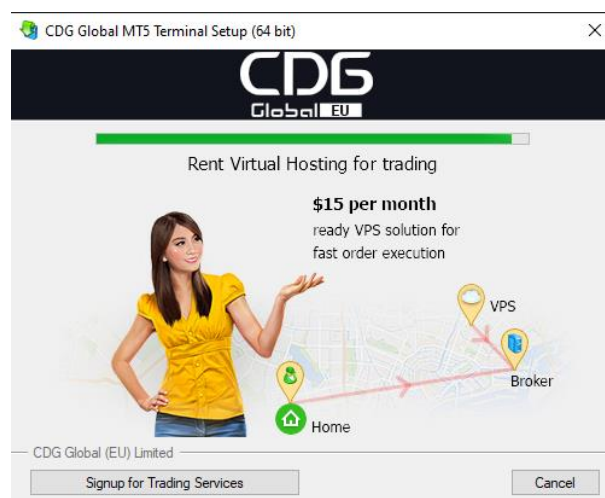 CDG Global MT5 Terminal Setup (64 bit)
CDG
Global EU
Rent Virtual Hosting for trading
$15 per month
ready VPS solution for
fast order execution
VPS
Broker
Home
CDG Global (EU) Limited
Signup for Trading Services
Cancel